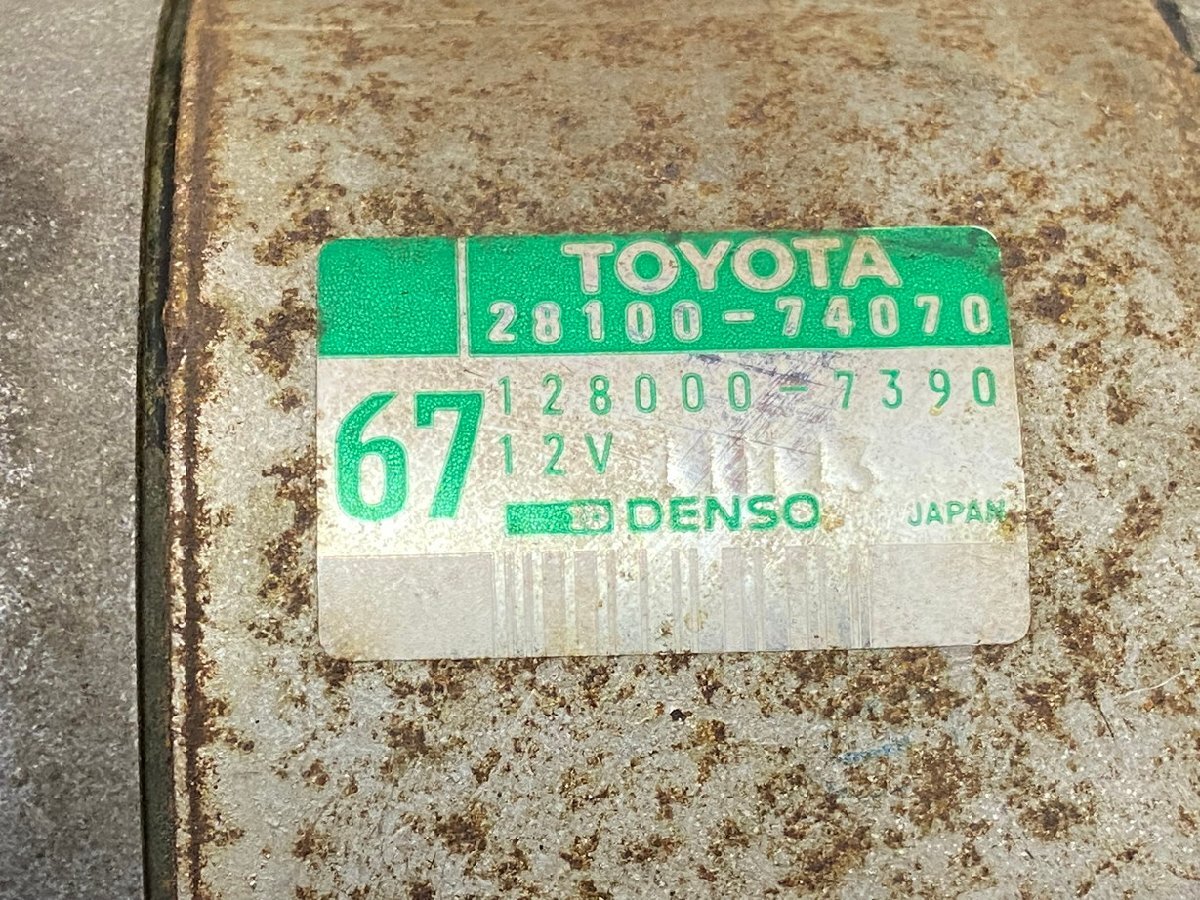 TOYOTA
28100-74070
67
128000-7390
12V
DENSO
JAPAN